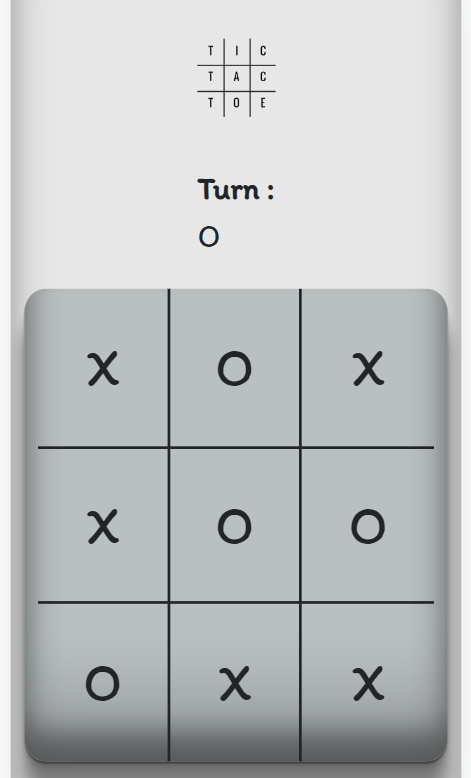 T I C
T A C
T O E
Turn :
O
X O X
X O O
O X X